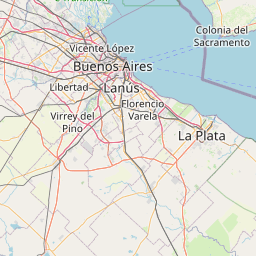 Colonia del
Sacramento
Vicente López
Buenos Aires
Libertad
Lanús
Florencio
Varela
Virrey del
Pino
La Plata